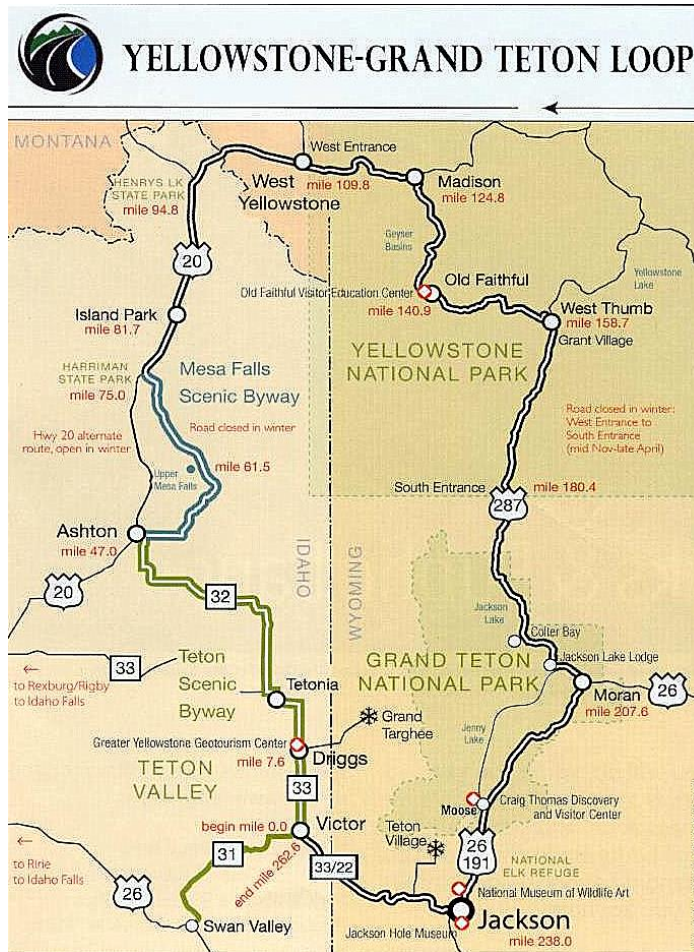 YELLOWSTONE-GRAND TETON LOOP
MONTANA
West Entrance
HENRYS LK
STATE PARK
mile 94.8
West
Yellowstone
mile 109.8
Madison
mile 124.8
20
Geyser
Basins
Old Faithful
Old Faithful Visitor Education Center
mile 140.9
Yellowstone
Lake
Island Park
mile 81.7
West Thumb
mile 158.7
Grant Village
YELLOWSTONE
NATIONAL PARK
HARRIMAN
STATE PARK
mile 75.0
Mesa Falls
Scenic Byway
Road closed in winter
Hwy 20 alternate
route, open in winter
Road closed in winter:
West Entrance to
South Entrance
(mid Nov-late April)
Upper
Mesa Falls
mile 61.5
South Entrance
mile 180.4
287
Ashton
mile 47.0
IDAHO
WYOMING
20
32
Jackson
Lake
Colter Bay
Jackson Lake Lodge
33
to Rexburg/Rigby
to Idaho Falls
Teton
Scenic
Byway
Tetonia
GRAND TETON
NATIONAL PARK
Moran
mile 207.6
26
Grand
Targhee
Jenny
Lake
Greater Yellowstone Geotourism Center
mile 7.6
Driggs
TETON
VALLEY
33
Moose
Craig Thomas Discovery
and Visitor Center
begin mile 0.0
Victor
end mile 262.6
Teton
Village
31
33/22
26
191
NATIONAL
ELK REFUGE
to Ririe
to Idaho Falls
26
National Museum of Wildlife Art
Swan Valley
Jackson
Jackson Hole Museum
mile 238.0